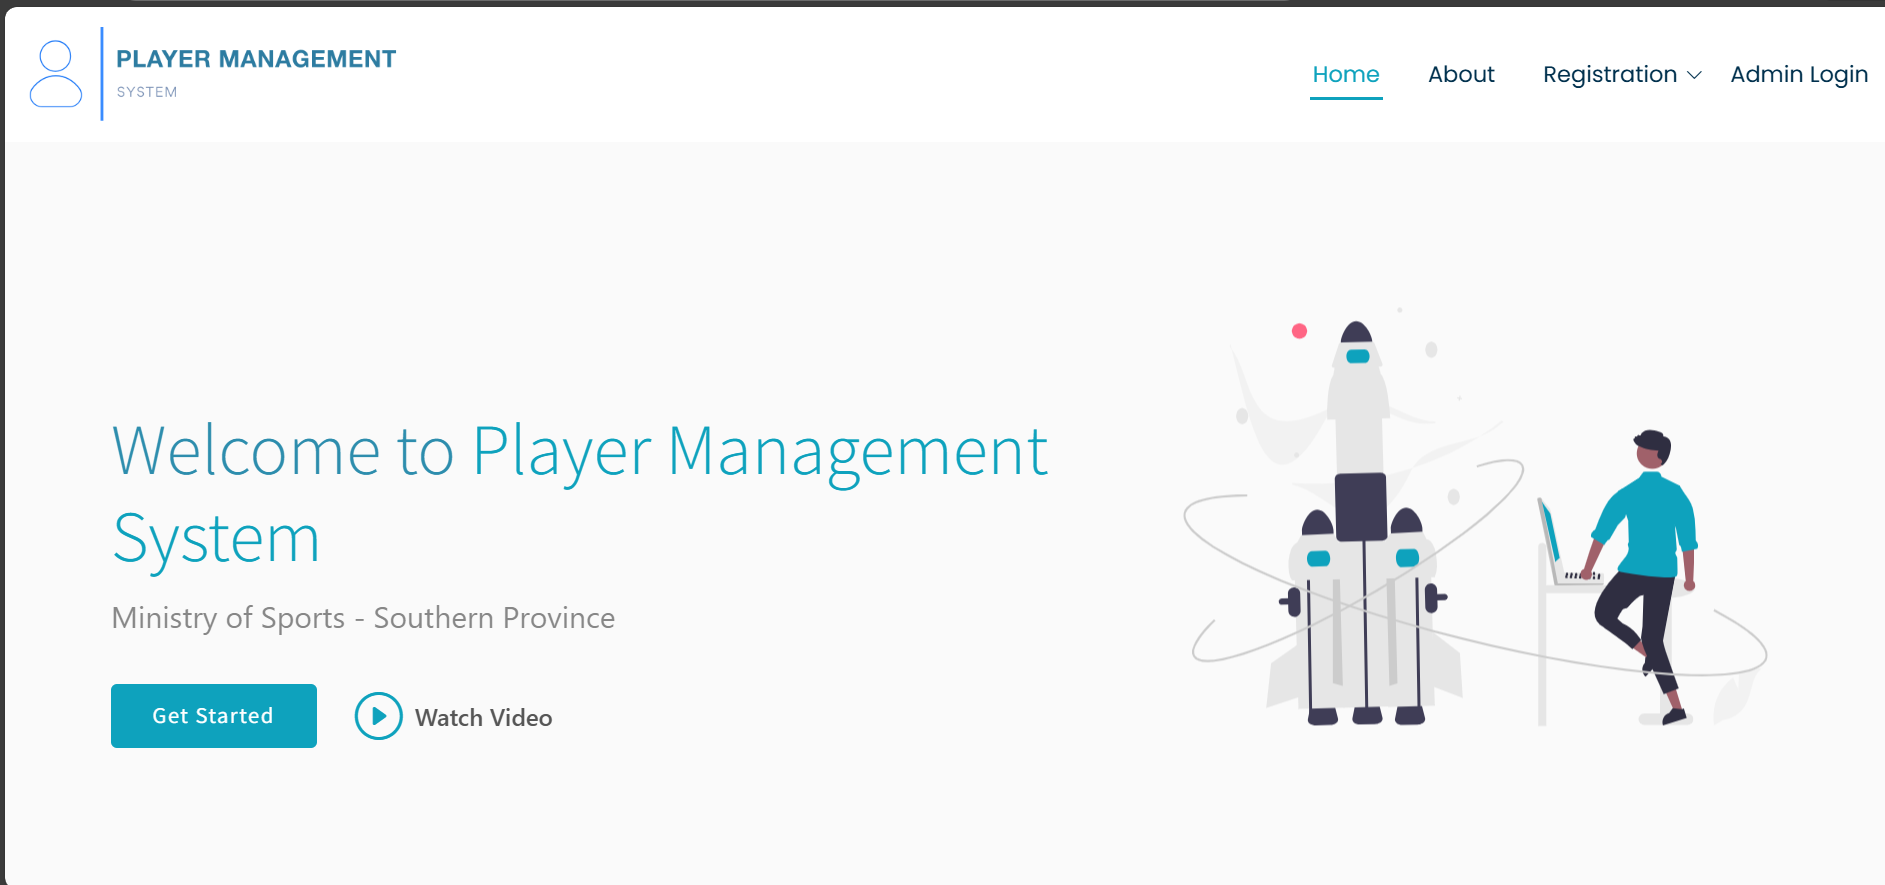 PLAYER MANAGEMENT
SYSTEM
Home About Registration Admin Login
Welcome to Player Management
System
Ministry of Sports - Southern Province
Get Started Watch Video